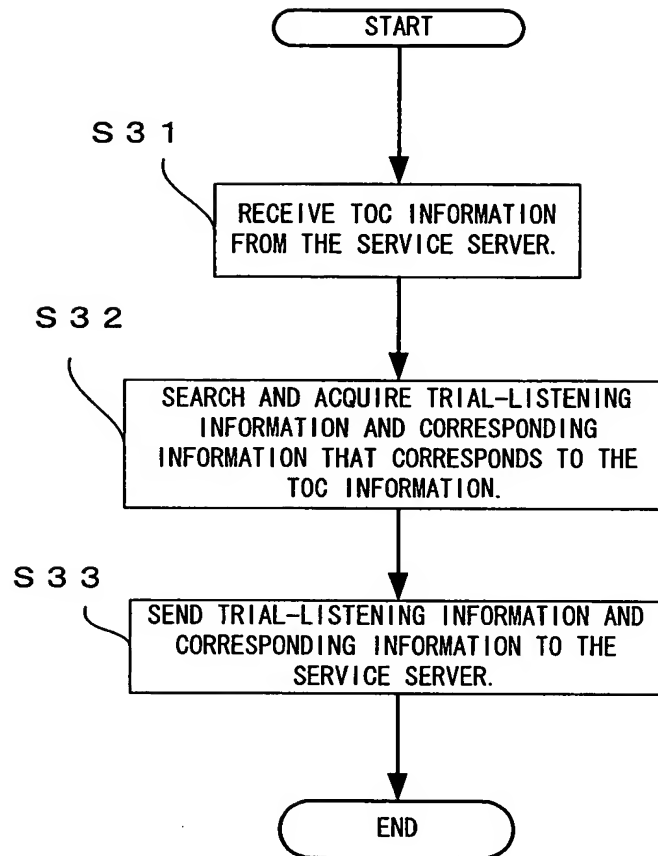 START
S31
RECEIVE TOC INFORMATION
FROM THE SERVICE SERVER.
S32
SEARCH AND ACQUIRE TRIAL-LISTENING
INFORMATION AND CORRESPONDING
INFORMATION THAT CORRESPONDS TO THE
TOC INFORMATION.
S33
SEND TRIAL-LISTENING INFORMATION AND
CORRESPONDING INFORMATION TO THE
SERVICE SERVER.
END